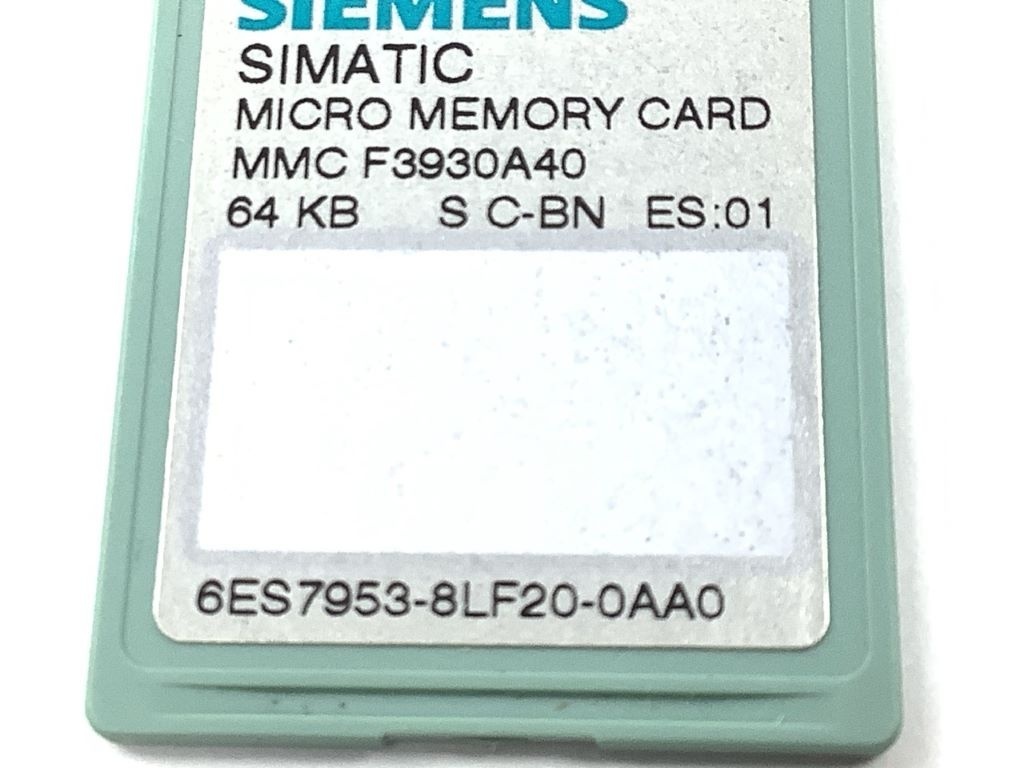 SIEMENS
SIMATIC
MICRO MEMORY CARD
MMC F3930A40
64 KB S C-BN ES:01
6ES7953-8LF20-0AA0